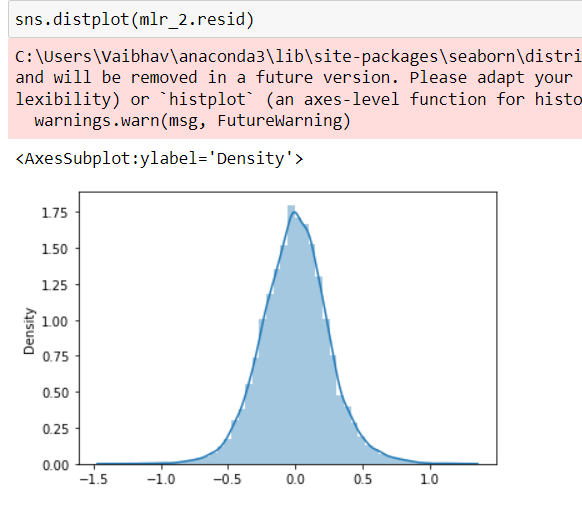 sns.distplot(mlr_2.resid)
C:\Users\Vaibhav\anaconda3\lib\site-packages\seaborn\distri
and will be removed in a future version. Please adapt your
lexibility) or `histplot` (an axes-level function for histo
warnings.warn(msg, FutureWarning)
<AxesSubplot:ylabel='Density'>
1.75
1.50
1.25
1.00
0.75
0.50
0.25
0.00
Density
−1.5 −1.0 −0.5 0.0 0.5 1.0